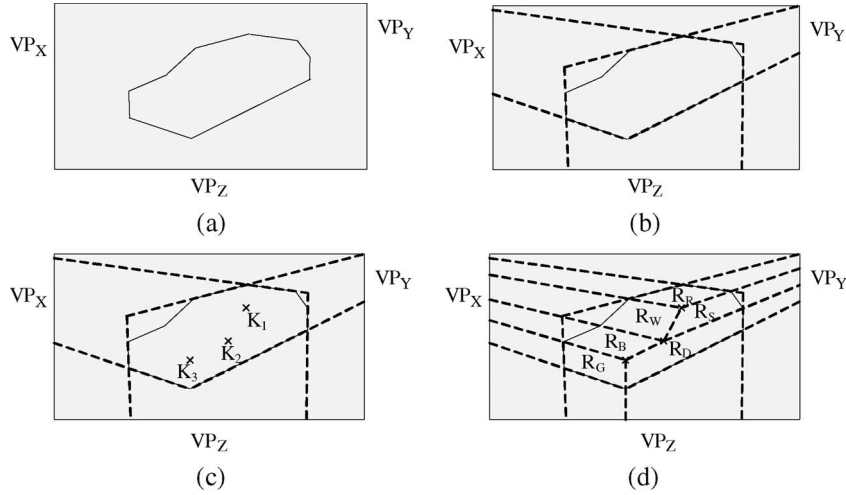 VP_X
VP_Y
VP_Z
(a)
VP_X
VP_Y
VP_Z
(b)
VP_X
VP_Y
K_1
K_2
K_3
VP_Z
(c)
VP_X
VP_Y
R_R
R_W
R_S
R_B
R_D
R_G
VP_Z
(d)